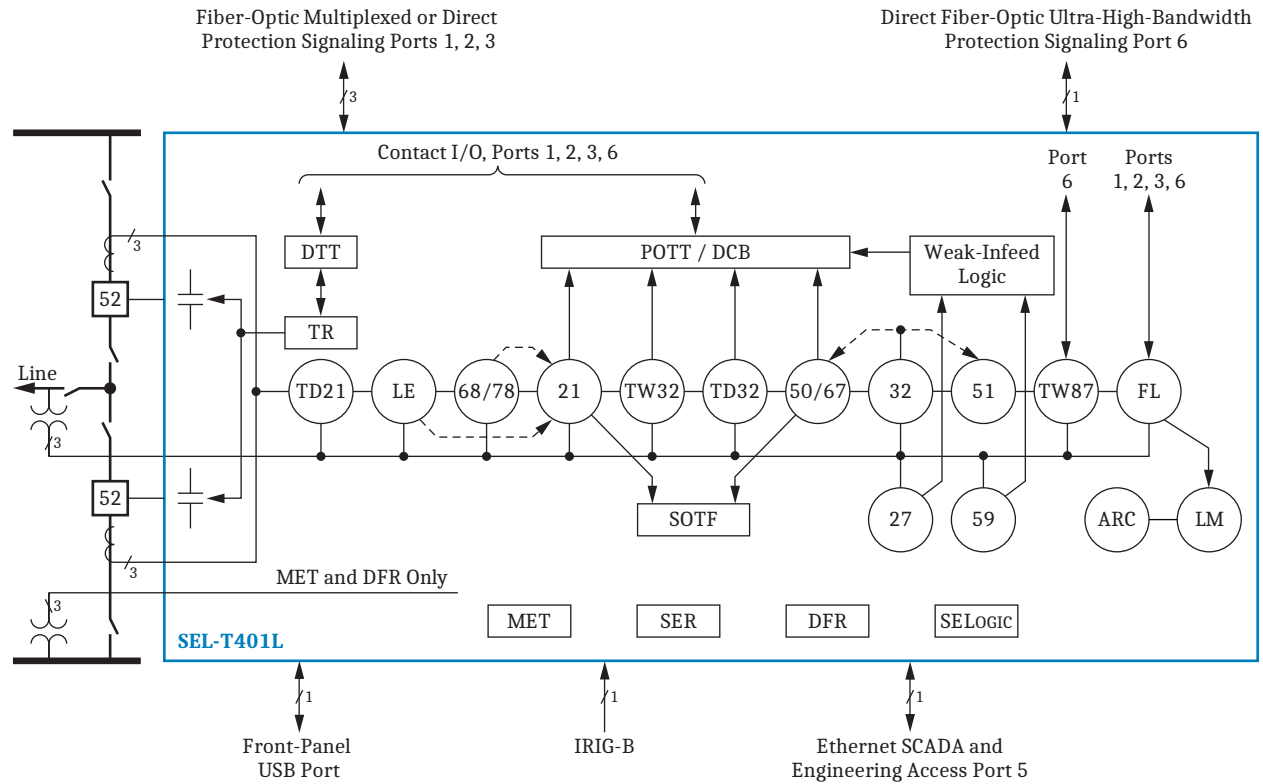 Fiber-Optic Multiplexed or Direct
Protection Signaling Ports 1, 2, 3
Direct Fiber-Optic Ultra-High-Bandwidth
Protection Signaling Port 6
3
1
Contact I/O, Ports 1, 2, 3, 6
Port
6
Ports
1, 2, 3, 6
3
DTT
POTT / DCB
Weak-Infeed
Logic
52
TR
Line
TD21
LE
68/78
21
TW32
TD32
50/67
32
51
TW87
FL
3
52
SOTF
27
59
ARC
LM
3
MET and DFR Only
3
MET
SER
DFR
SELOGIC
SEL-T401L
1
1
1
Front-Panel
USB Port
IRIG-B
Ethernet SCADA and
Engineering Access Port 5